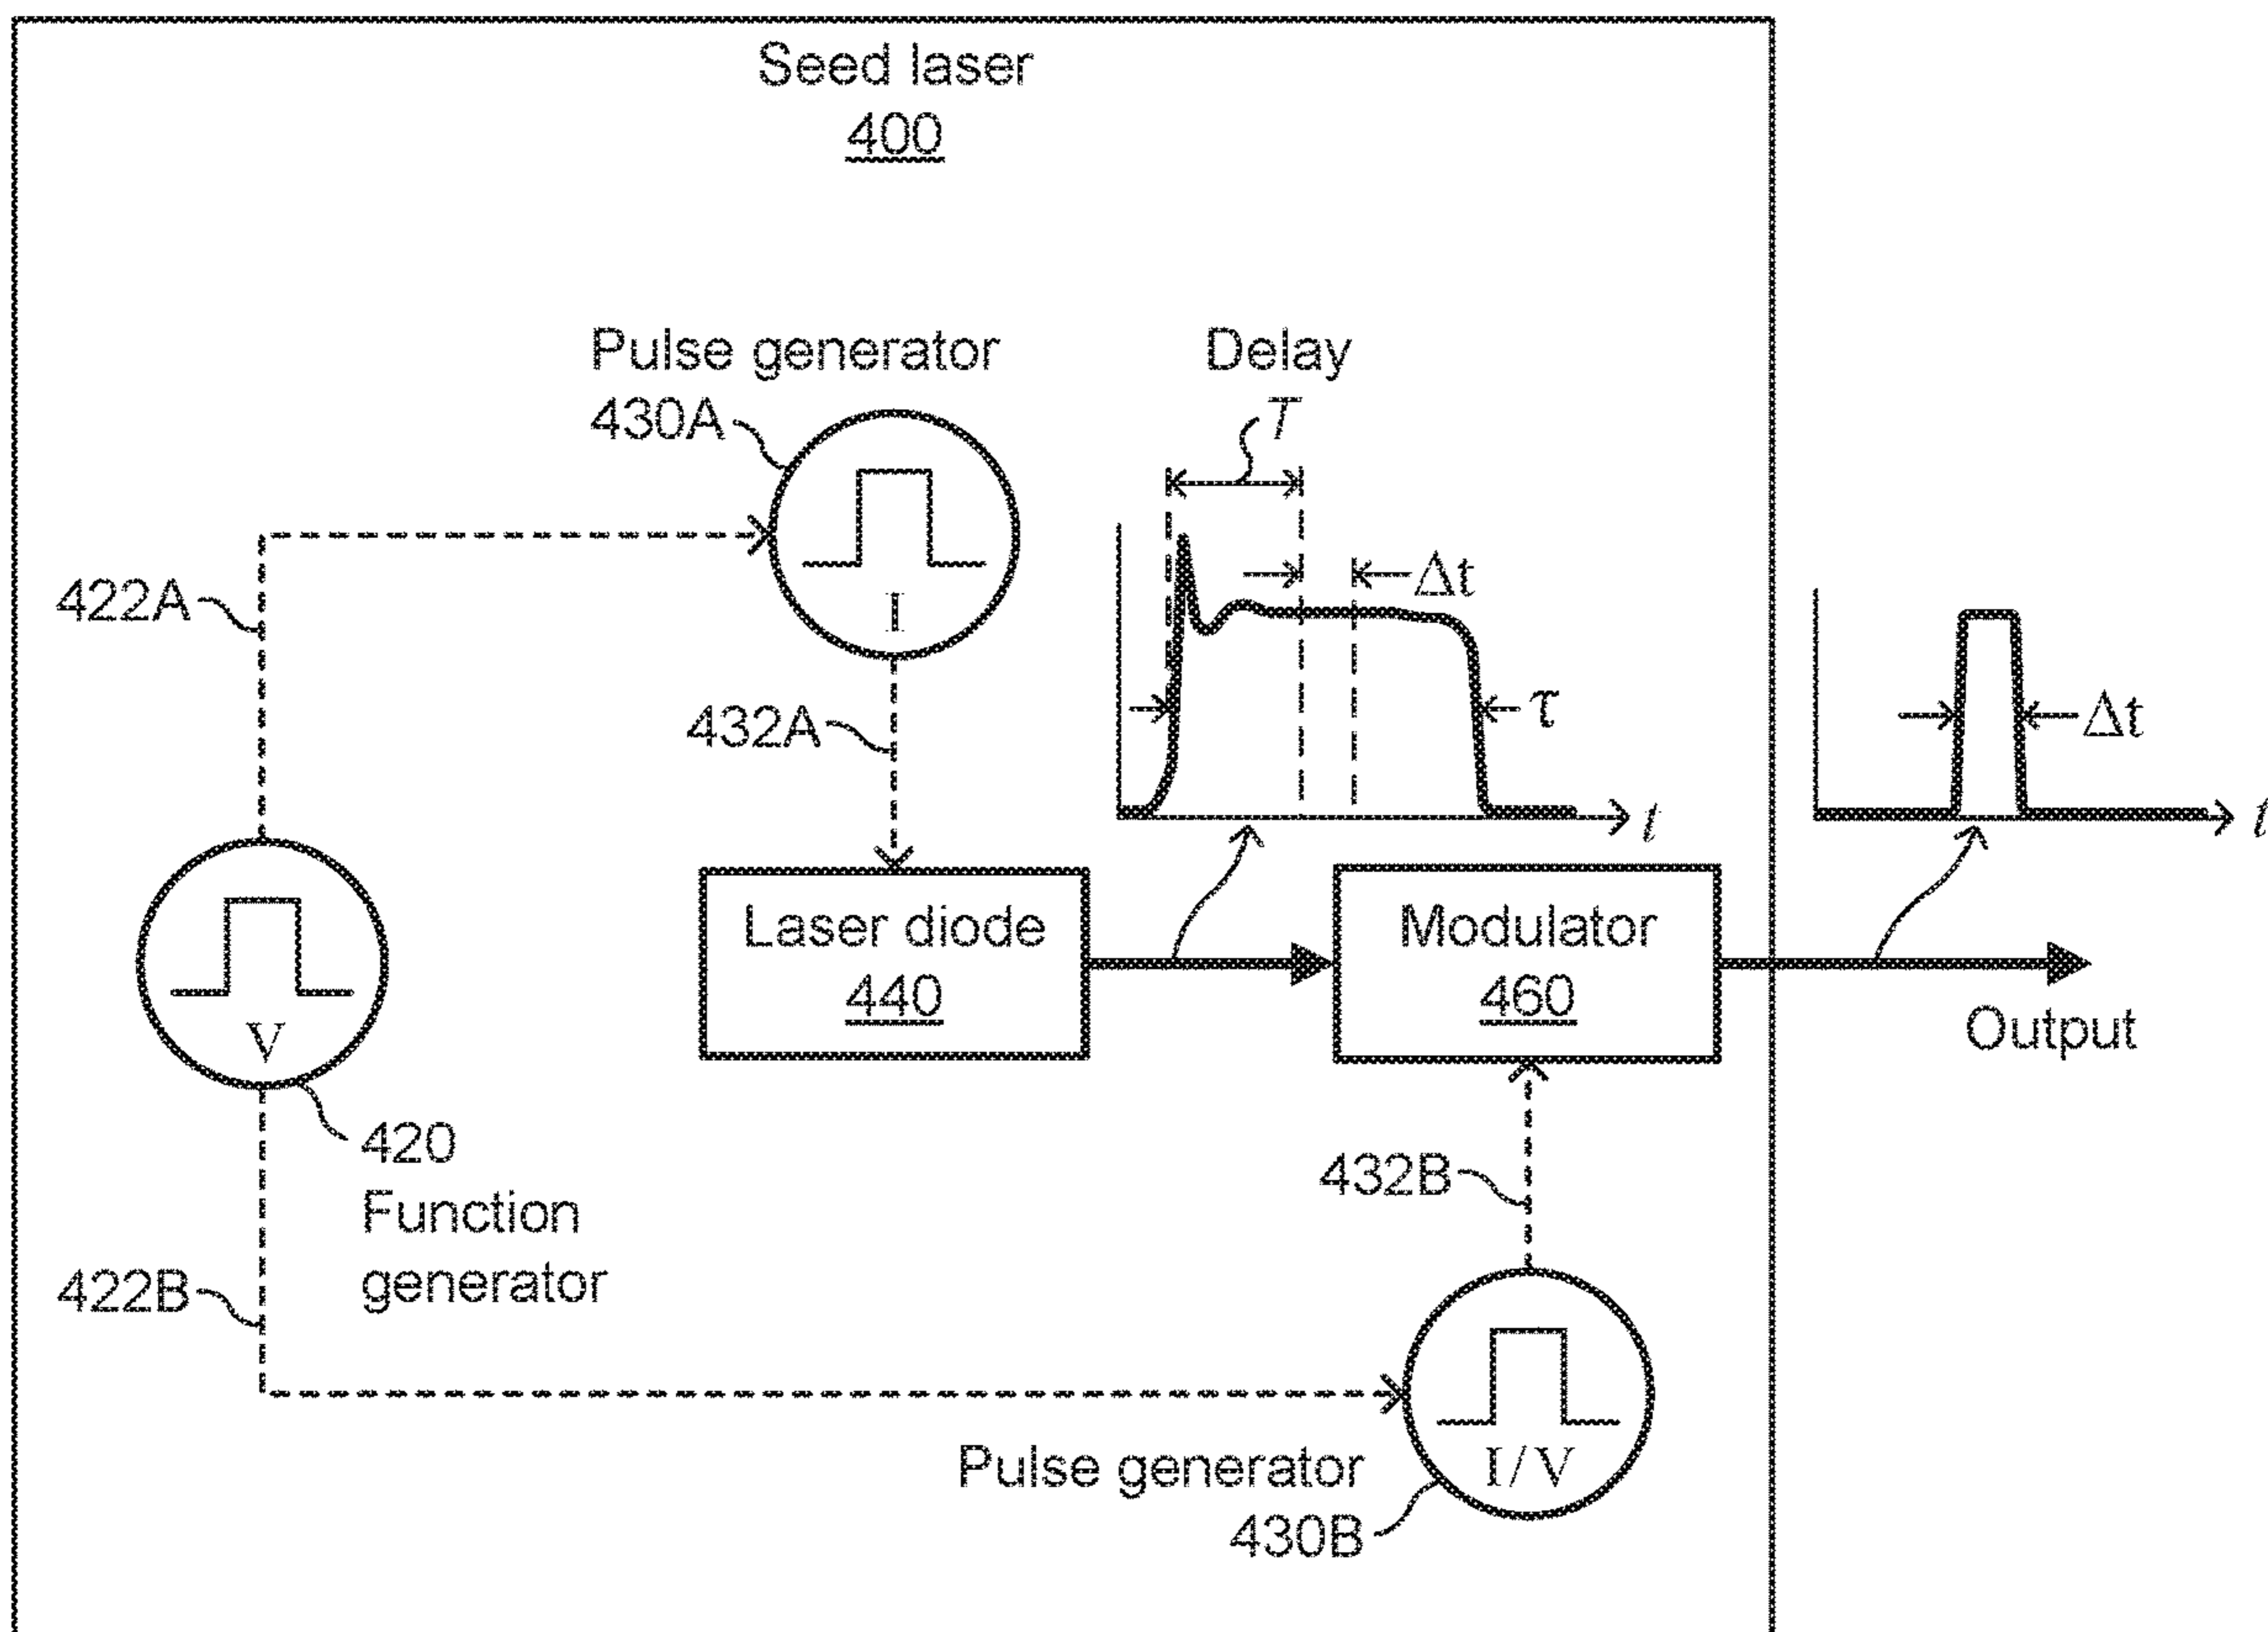 Seed laser
400
Pulse generator
430A
I
Delay
T
Δt
τ
t
Δt
t
422A
432A
Laser diode
440
Modulator
460
Output
V
420
Function
generator
422B
432B
Pulse generator
430B
I/V